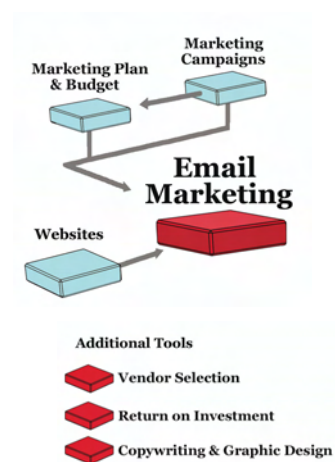 Marketing
Campaigns
Marketing Plan
& Budget
Email
Marketing
Websites
Additional Tools
Vendor Selection
Return on Investment
Copywriting & Graphic Design